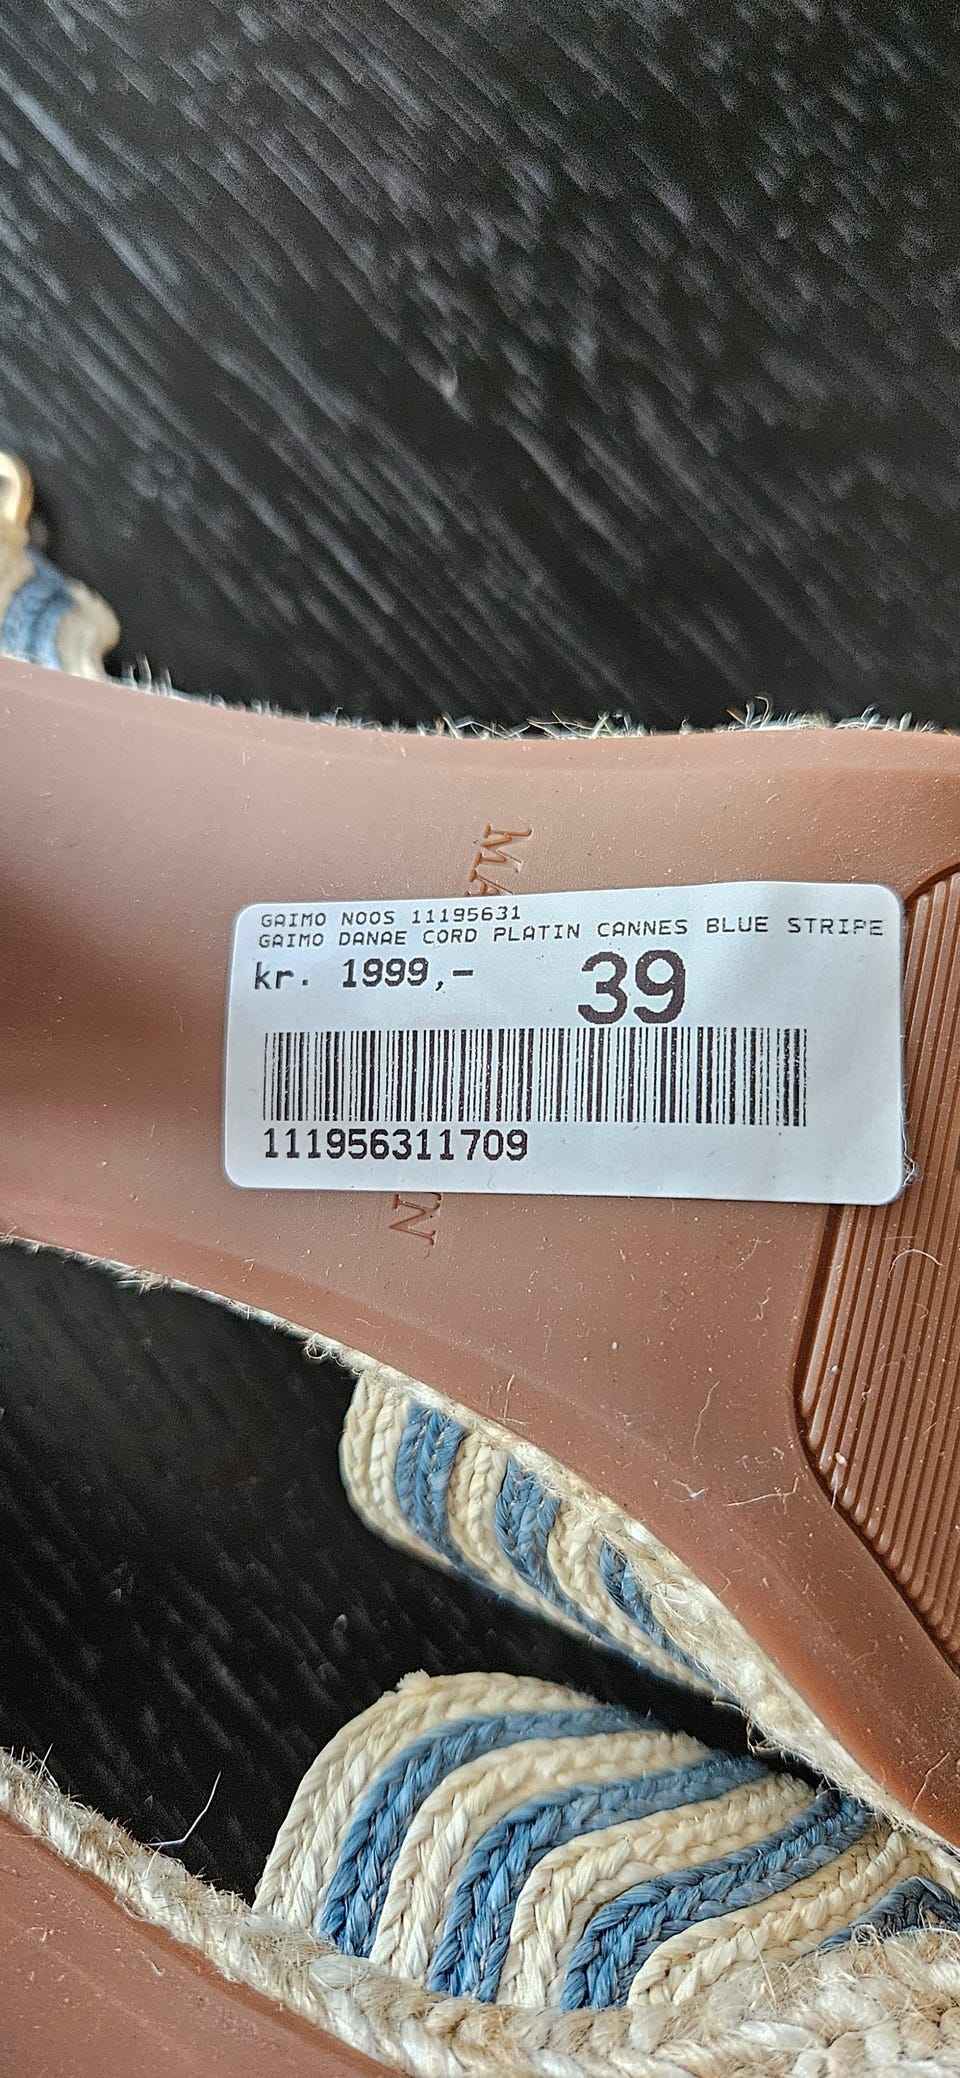 GAIMO NOOS 11195631
GAIMO DANAE CORD PLATIN CANNES BLUE STRIPE
kr. 1999,- 39
111956311709